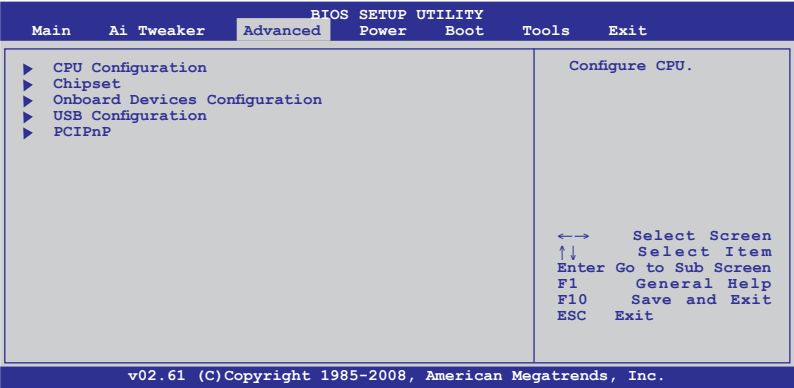 BIOS SETUP UTILITY
Main Ai Tweaker Advanced Power Boot Tools Exit
CPU Configuration
Chipset
Onboard Devices Configuration
USB Configuration
PCIPnP
Configure CPU.
←→ Select Screen
↑↓ Select Item
Enter Go to Sub Screen
F1 General Help
F10 Save and Exit
ESC Exit
v02.61 (C)Copyright 1985-2008, American Megatrends, Inc.